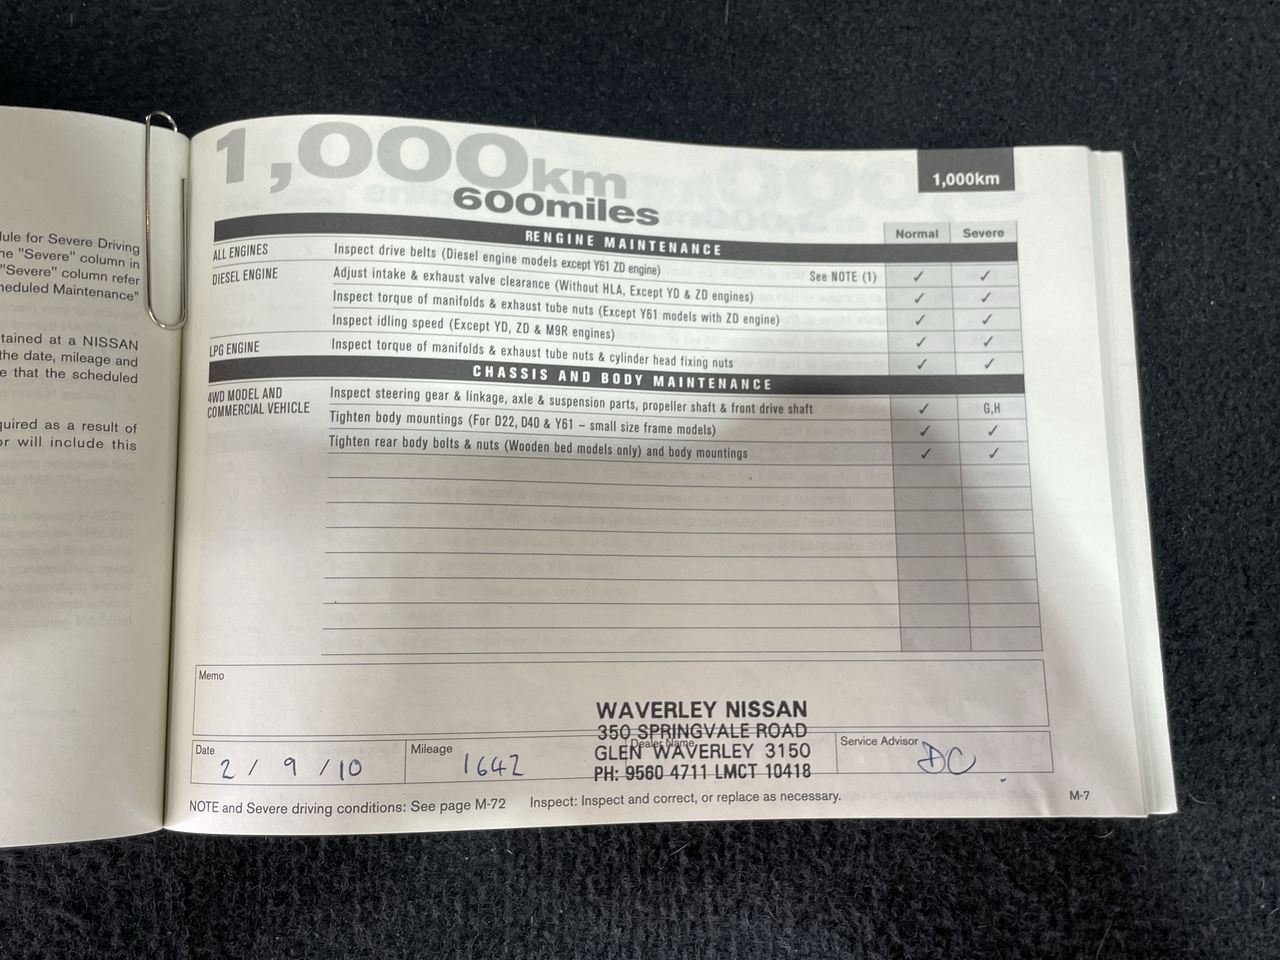 dule for Severe Driving
he "Severe" column in
"Severe" column refer
heduled Maintenance"
tained at a NISSAN
the date, mileage and
e that the scheduled
quired as a result of
or will include this
1,000km
600miles
1,000km
RENGINE MAINTENANCE Normal Severe
ALL ENGINES Inspect drive belts (Diesel engine models except Y61 ZD engine) See NOTE (1) ✓ ✓
DIESEL ENGINE Adjust intake & exhaust valve clearance (Without HLA, Except YD & ZD engines) ✓ ✓
Inspect torque of manifolds & exhaust tube nuts (Except Y61 models with ZD engine) ✓ ✓
Inspect idling speed (Except YD, ZD & M9R engines) ✓ ✓
LPG ENGINE Inspect torque of manifolds & exhaust tube nuts & cylinder head fixing nuts ✓ ✓
CHASSIS AND BODY MAINTENANCE
4WD MODEL AND Inspect steering gear & linkage, axle & suspension parts, propeller shaft & front drive shaft ✓ G,H
COMMERCIAL VEHICLE Tighten body mountings (For D22, D40 & Y61 – small size frame models) ✓ ✓
Tighten rear body bolts & nuts (Wooden bed models only) and body mountings ✓ ✓
Memo
WAVERLEY NISSAN
350 SPRINGVALE ROAD
GLEN WAVERLEY 3150
PH: 9560 4711 LMCT 10418
Date 2 / 9 / 10
Mileage 1642
Dealer Name
Service Advisor DC
NOTE and Severe driving conditions: See page M-72 Inspect: Inspect and correct, or replace as necessary.
M-7